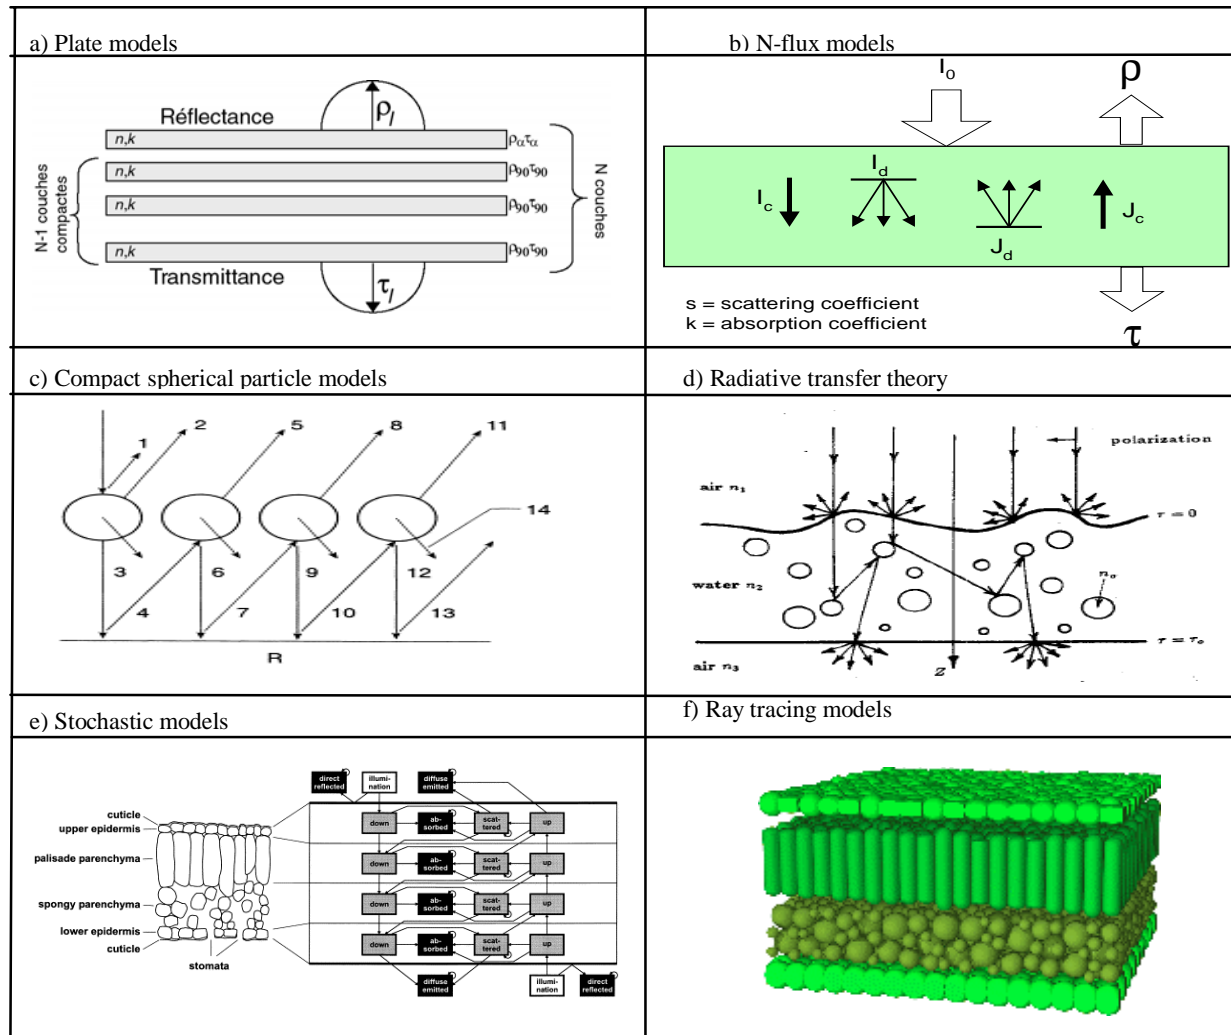 a) Plate models
Réflectance
ρl
n,k
ρατα
n,k
ρ90τ90
n,k
ρ90τ90
n,k
ρ90τ90
N-1 couches
compactes
N couches
Transmittance
τl
b) N-flux models
Io
ρ
Id
Ic
Jc
Jd
s = scattering coefficient
k = absorption coefficient
τ
c) Compact spherical particle models
1
2
5
8
11
14
3
6
9
12
4
7
10
13
R
d) Radiative transfer theory
polarization
air n1
τ = 0
water n2
no
τ = τo
air n3
Z
e) Stochastic models
cuticle
upper epidermis
palisade parenchyma
spongy parenchyma
lower epidermis
cuticle
stomata
direct
reflected
illumi-
nation
diffuse
emitted
down
ab-
sorbed
scat-
tered
up
down
ab-
sorbed
scat-
tered
up
down
ab-
sorbed
scat-
tered
up
down
ab-
sorbed
scat-
tered
up
diffuse
emitted
illumi-
nation
direct
reflected
f) Ray tracing models